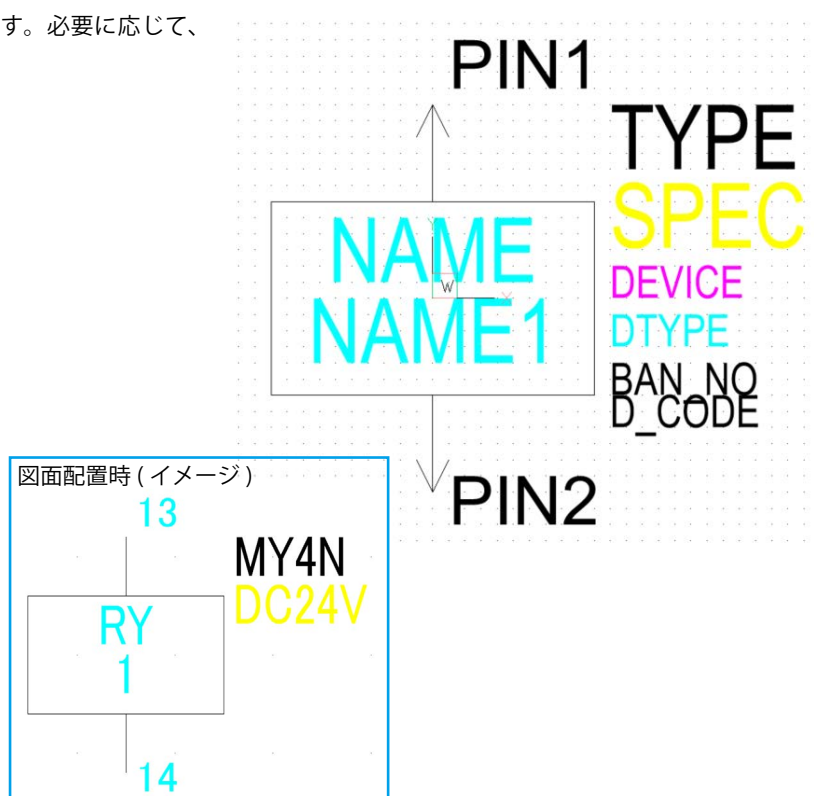 す。必要に応じて、
PIN1
TYPE
SPEC
NAME
NAME1
DEVICE
DTYPE
BAN_NO
D_CODE
Y
W
X
PIN2
図面配置時(イメージ)
13
MY4N
DC24V
RY
1
14